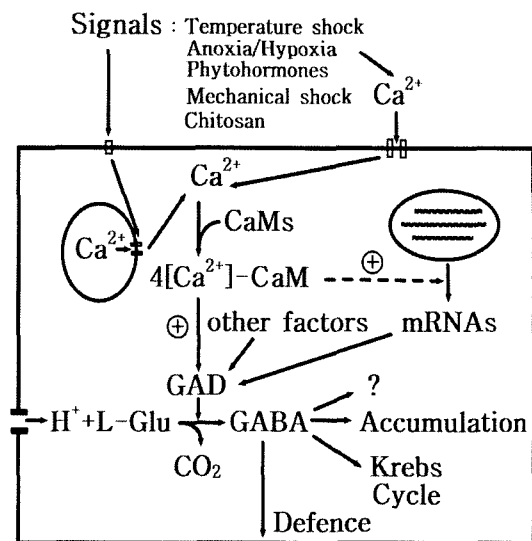 Signals : Temperature shock
Anoxia/Hypoxia
Phytohormones
Mechanical shock
Chitosan
Ca²⁺
Ca²⁺
Ca²⁺
CaMs
4[Ca²⁺]-CaM
⊕
⊕
other factors
mRNAs
GAD
?
H⁺+L-Glu
GABA
Accumulation
CO₂
Krebs
Cycle
Defence